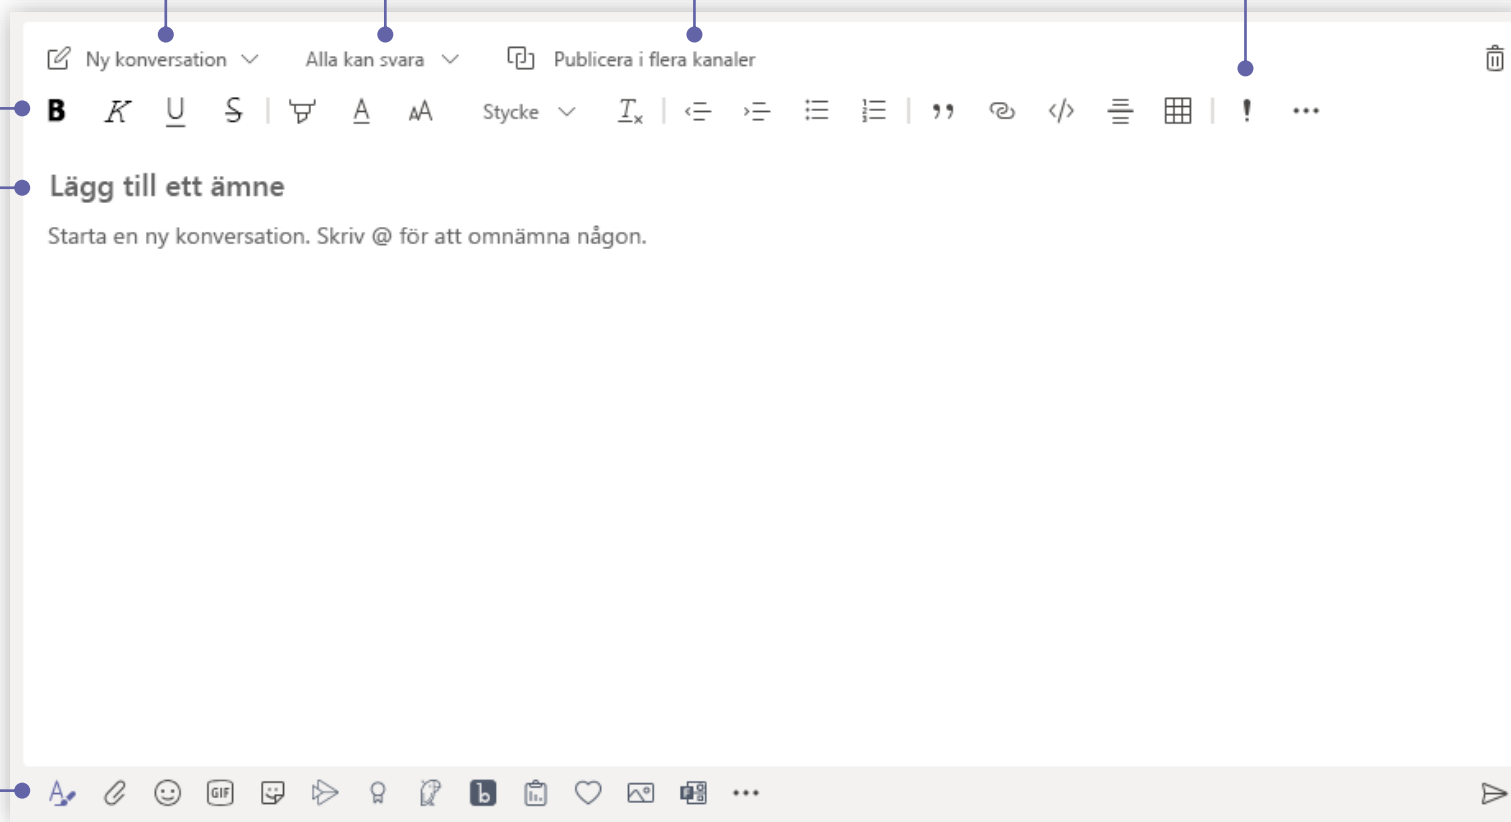 Ny konversation Alla kan svara Publicera i flera kanaler
B K U S A AA Stycke Tx
Lägg till ett ämne
Starta en ny konversation. Skriv @ för att omnämna någon.
GIF b